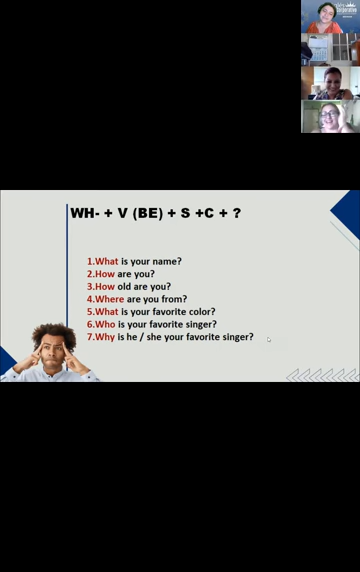 Corporative
WH- + V (BE) + S +C + ?
1.What is your name?
2.How are you?
3.How old are you?
4.Where are you from?
5.What is your favorite color?
6.Who is your favorite singer?
7.Why is he / she your favorite singer?